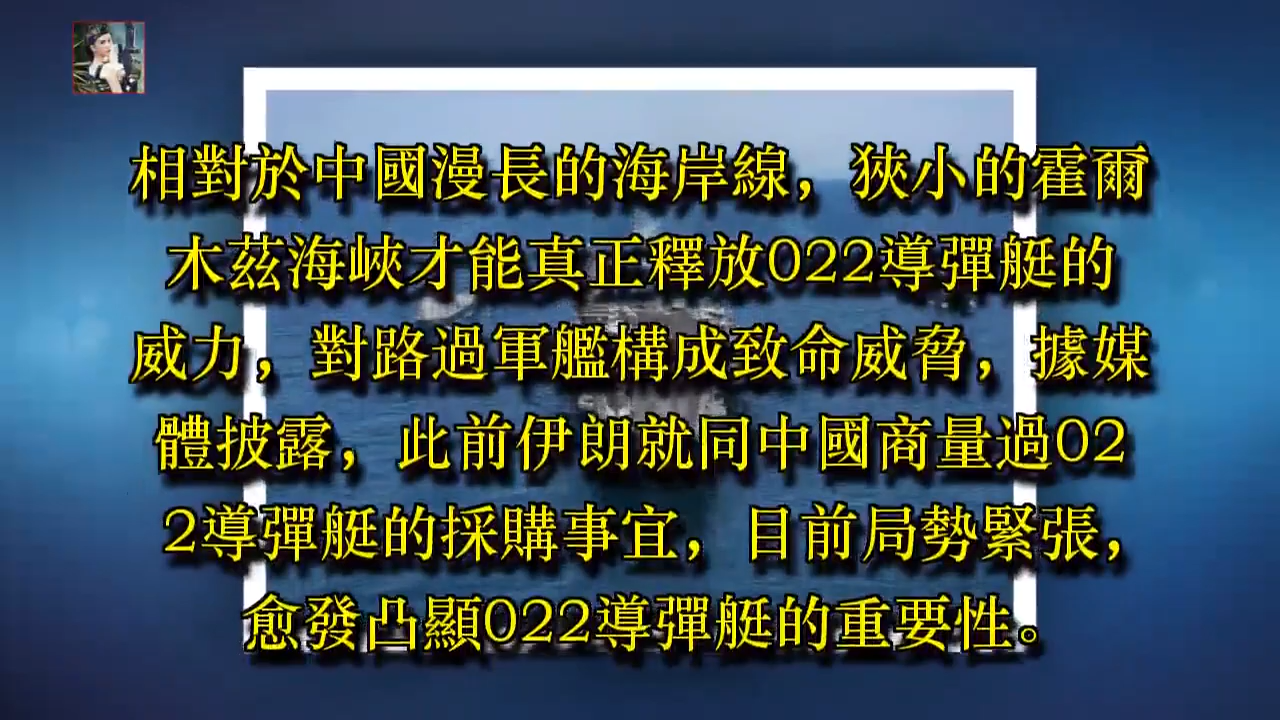 相對於中國漫長的海岸線，狹小的霍爾
木茲海峽才能真正釋放022導彈艇的
威力，對路過軍艦構成致命威脅，據媒
體披露，此前伊朗就同中國商量過02
2導彈艇的採購事宜，目前局勢緊張，
愈發凸顯022導彈艇的重要性。